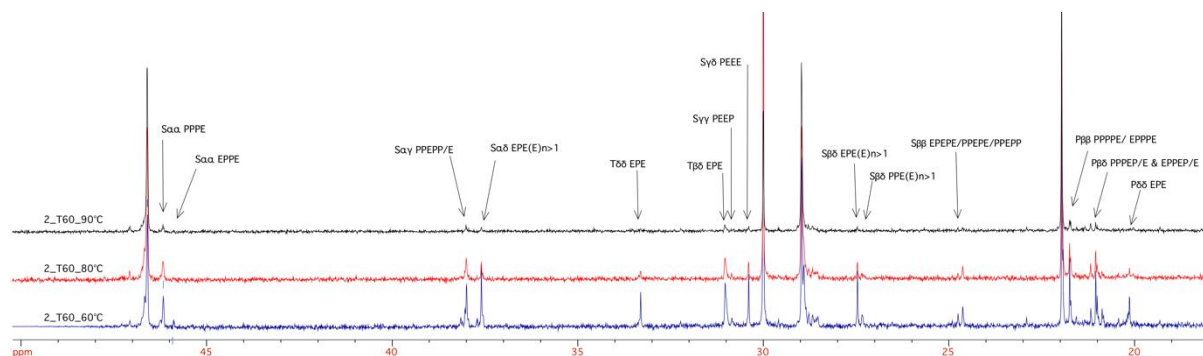 Sγδ PEEE
Sγγ PEEP
Sαα PPPE
Sαα EPPE
Sαγ PPEPP/E
Sαδ EPE(E)n>1
Tδδ EPE
Tβδ EPE
Sβδ EPE(E)n>1
Sβδ PPE(E)n>1
Sββ EPEPE/PPEPE/PPEPP
Pββ PPPPE/ EPPPE
Pβδ PPPEP/E & EPPEP/E
Pδδ EPE
2_T60_90℃
2_T60_80℃
2_T60_60℃
ppm 45 40 35 30 25 20